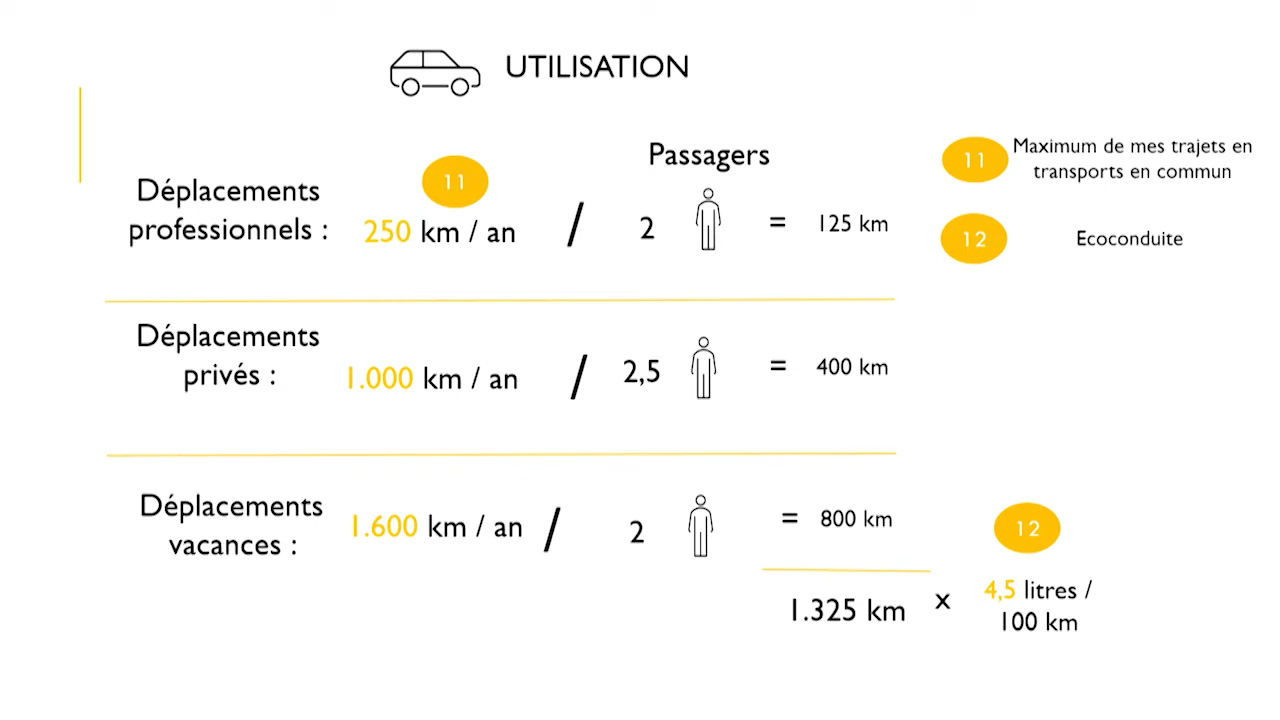 UTILISATION
Passagers
Déplacements
professionnels :
11
250 km / an
/
2
=
125 km
11
Maximum de mes trajets en
transports en commun
12
Ecoconduite
Déplacements
privés :
1.000 km / an
/
2,5
=
400 km
Déplacements
vacances :
1.600 km / an
/
2
=
800 km
1.325 km
x
12
4,5 litres /
100 km